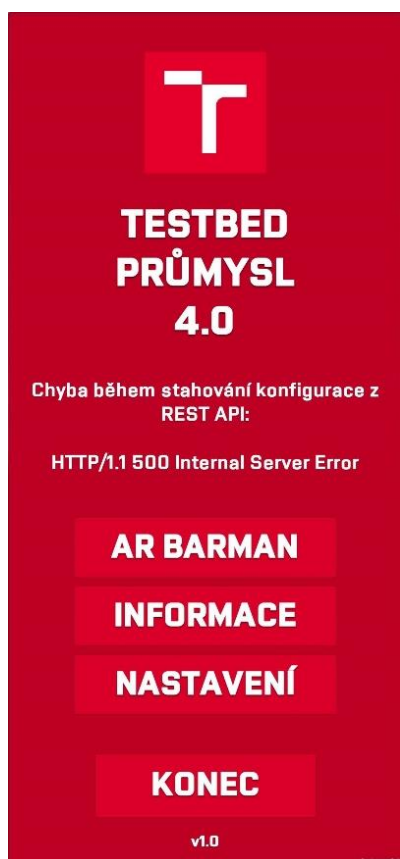 TESTBED
PRŮMYSL
4.0
Chyba během stahování konfigurace z
REST API:
HTTP/1.1 500 Internal Server Error
AR BARMAN
INFORMACE
NASTAVENÍ
KONEC
v1.0